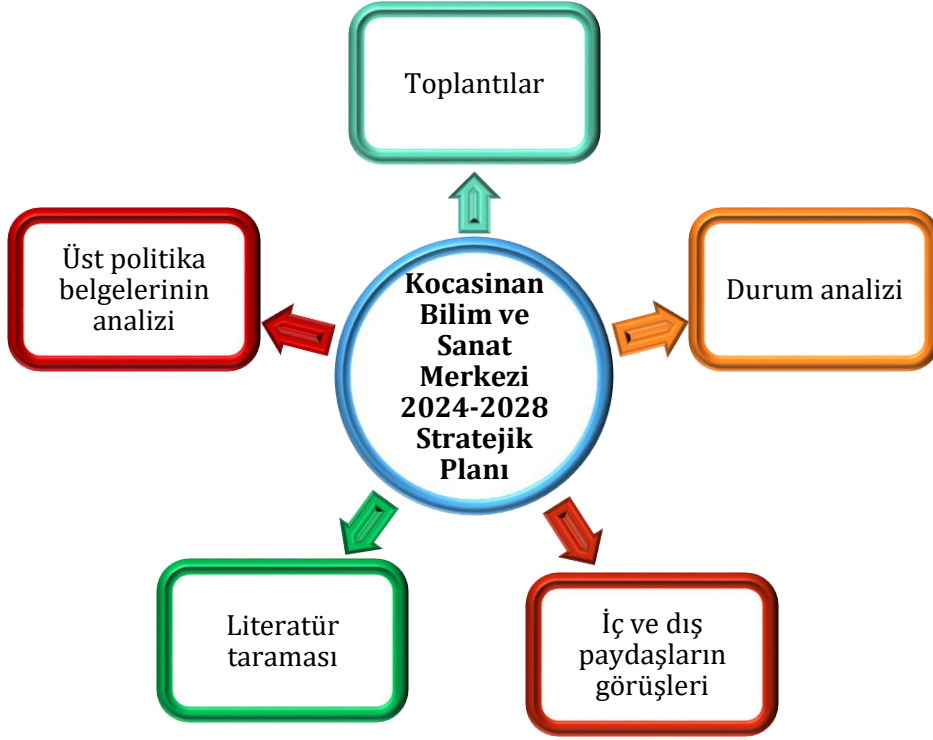 Toplantılar
Üst politika
belgelerinin
analizi
Kocasinan
Bilim ve
Sanat
Merkezi
2024-2028
Stratejik
Planı
Durum analizi
Literatür
taraması
İç ve dış
paydaşların
görüşleri